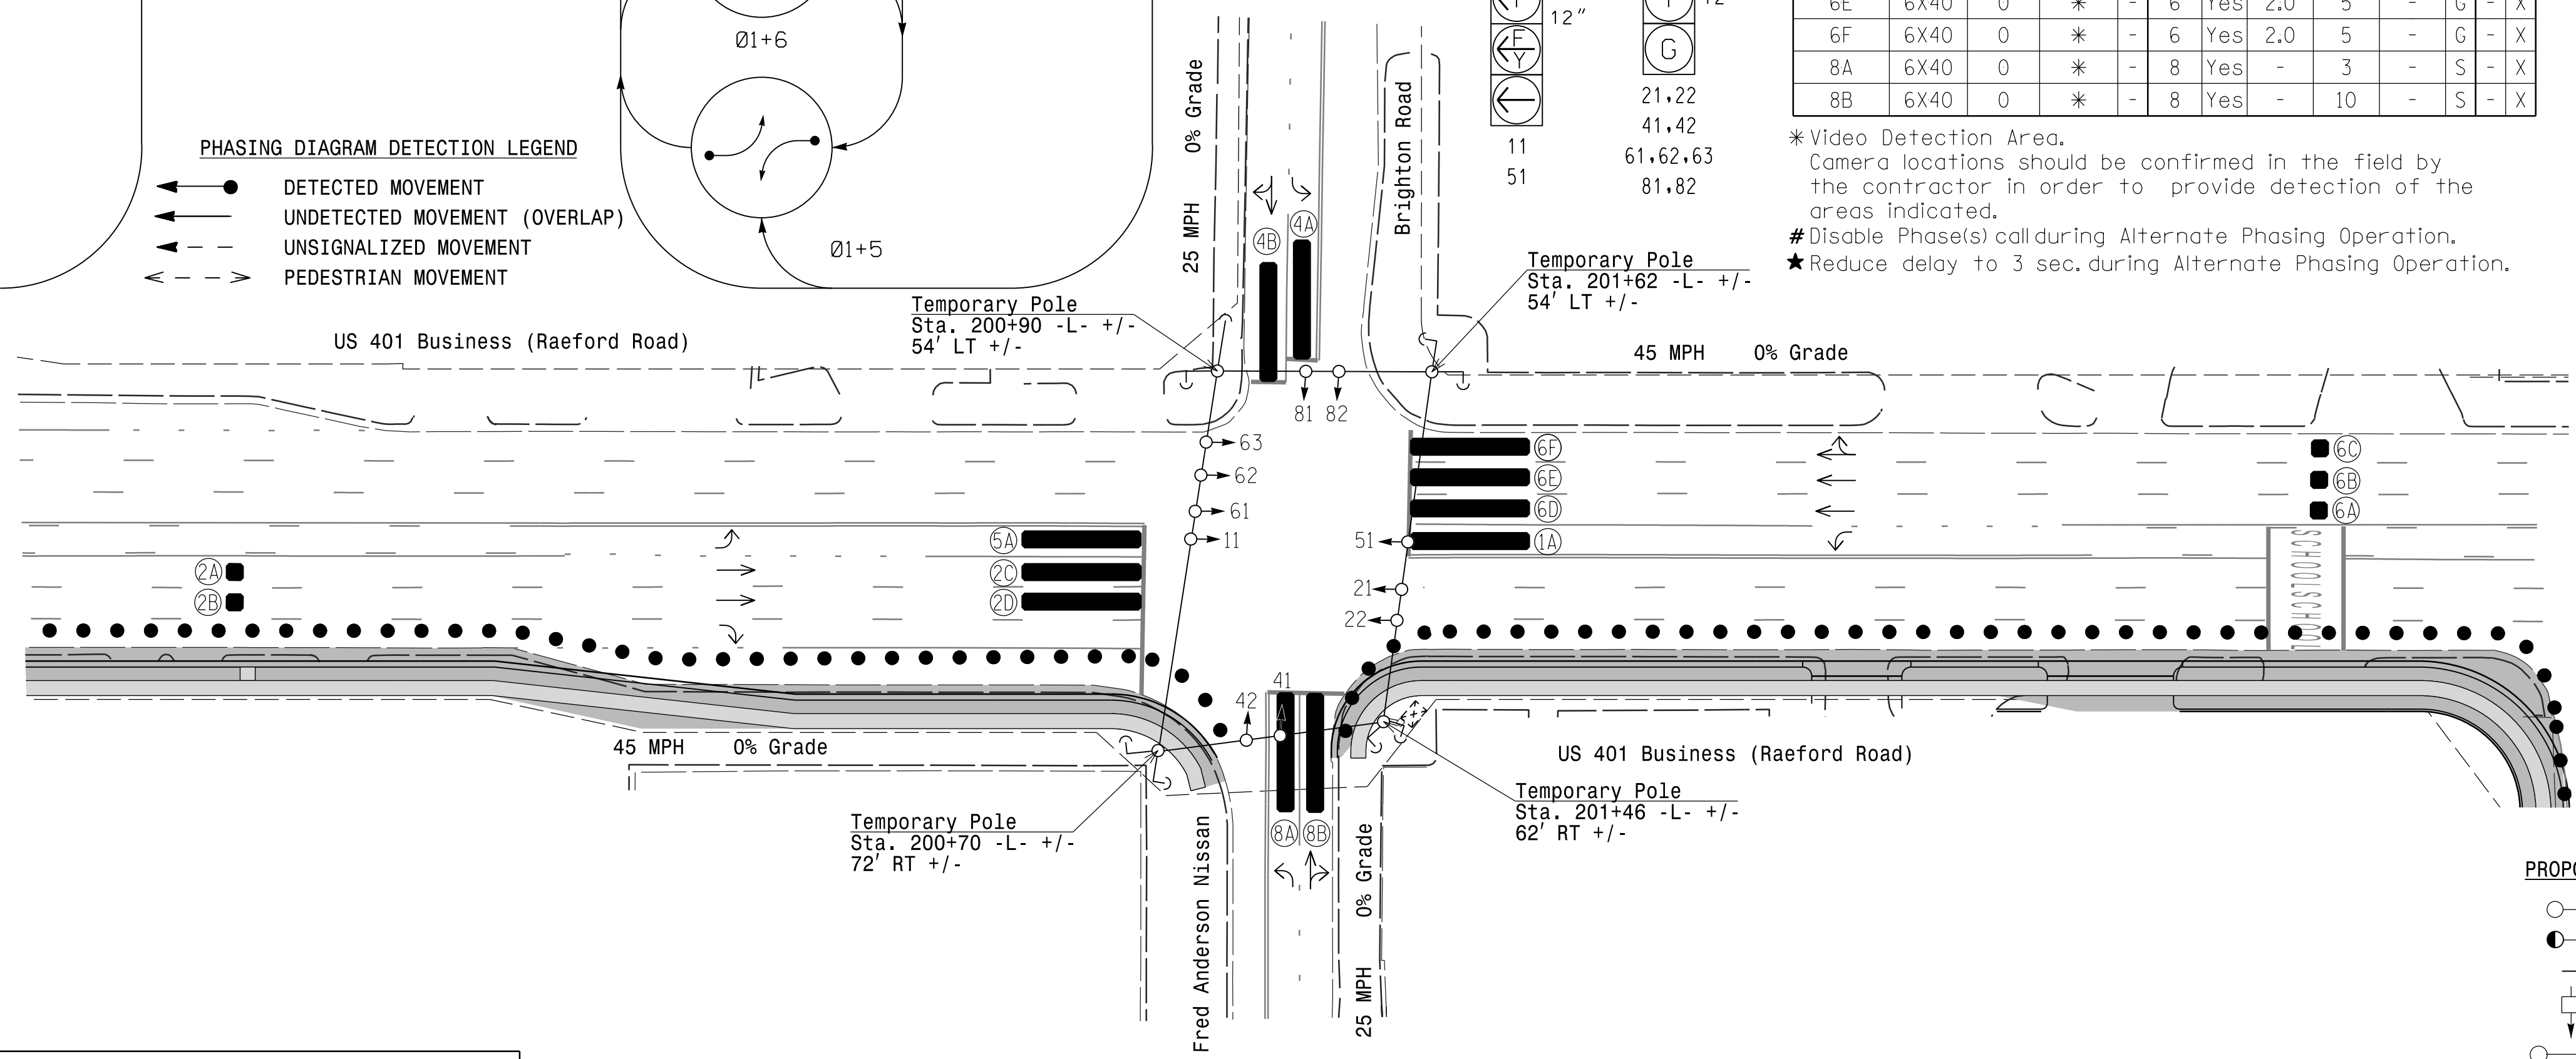 Ø1+6
Ø1+5
PHASING DIAGRAM DETECTION LEGEND
DETECTED MOVEMENT
UNDETECTED MOVEMENT (OVERLAP)
UNSIGNALIZED MOVEMENT
PEDESTRIAN MOVEMENT
12"
F
Y
G
11
51
21,22
41,42
61,62,63
81,82
6E 6X40 0 * - 6 Yes 2.0 5 - G - X
6F 6X40 0 * - 6 Yes 2.0 5 - G - X
8A 6X40 0 * - 8 Yes - 3 - S - X
8B 6X40 0 * - 8 Yes - 10 - S - X
* Video Detection Area.
Camera locations should be confirmed in the field by
the contractor in order to provide detection of the
areas indicated.
# Disable Phase(s) call during Alternate Phasing Operation.
★ Reduce delay to 3 sec. during Alternate Phasing Operation.
25 MPH 0% Grade
Brighton Road
4B
4A
Temporary Pole
Sta. 200+90 -L- +/-
54' LT +/-
Temporary Pole
Sta. 201+62 -L- +/-
54' LT +/-
US 401 Business (Raeford Road)
45 MPH 0% Grade
81 82
63
62
61
11
6F
6E
6D
1A
6C
6B
6A
51
21
22
5A
2C
2D
2A
2B
SCHOOL
SCHOOL
41
42
45 MPH 0% Grade
US 401 Business (Raeford Road)
Temporary Pole
Sta. 200+70 -L- +/-
72' RT +/-
Temporary Pole
Sta. 201+46 -L- +/-
62' RT +/-
8A
8B
Fred Anderson Nissan
25 MPH 0% Grade